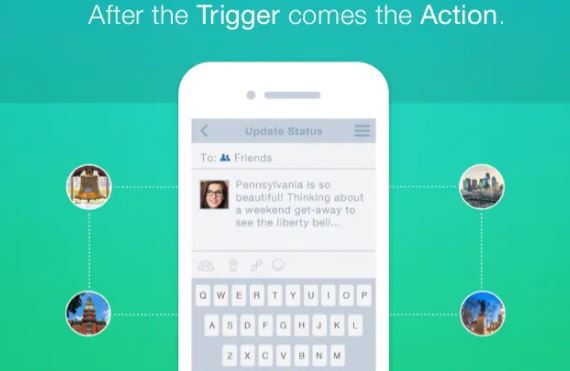 After the Trigger comes the Action.
Update Status
To: Friends
Pennsylvania is so
beautiful! Thinking about
a weekend get-away to
see the liberty bell...
Q W E R T Y U I O P
A S D F G H J K L
Z X C V B N M